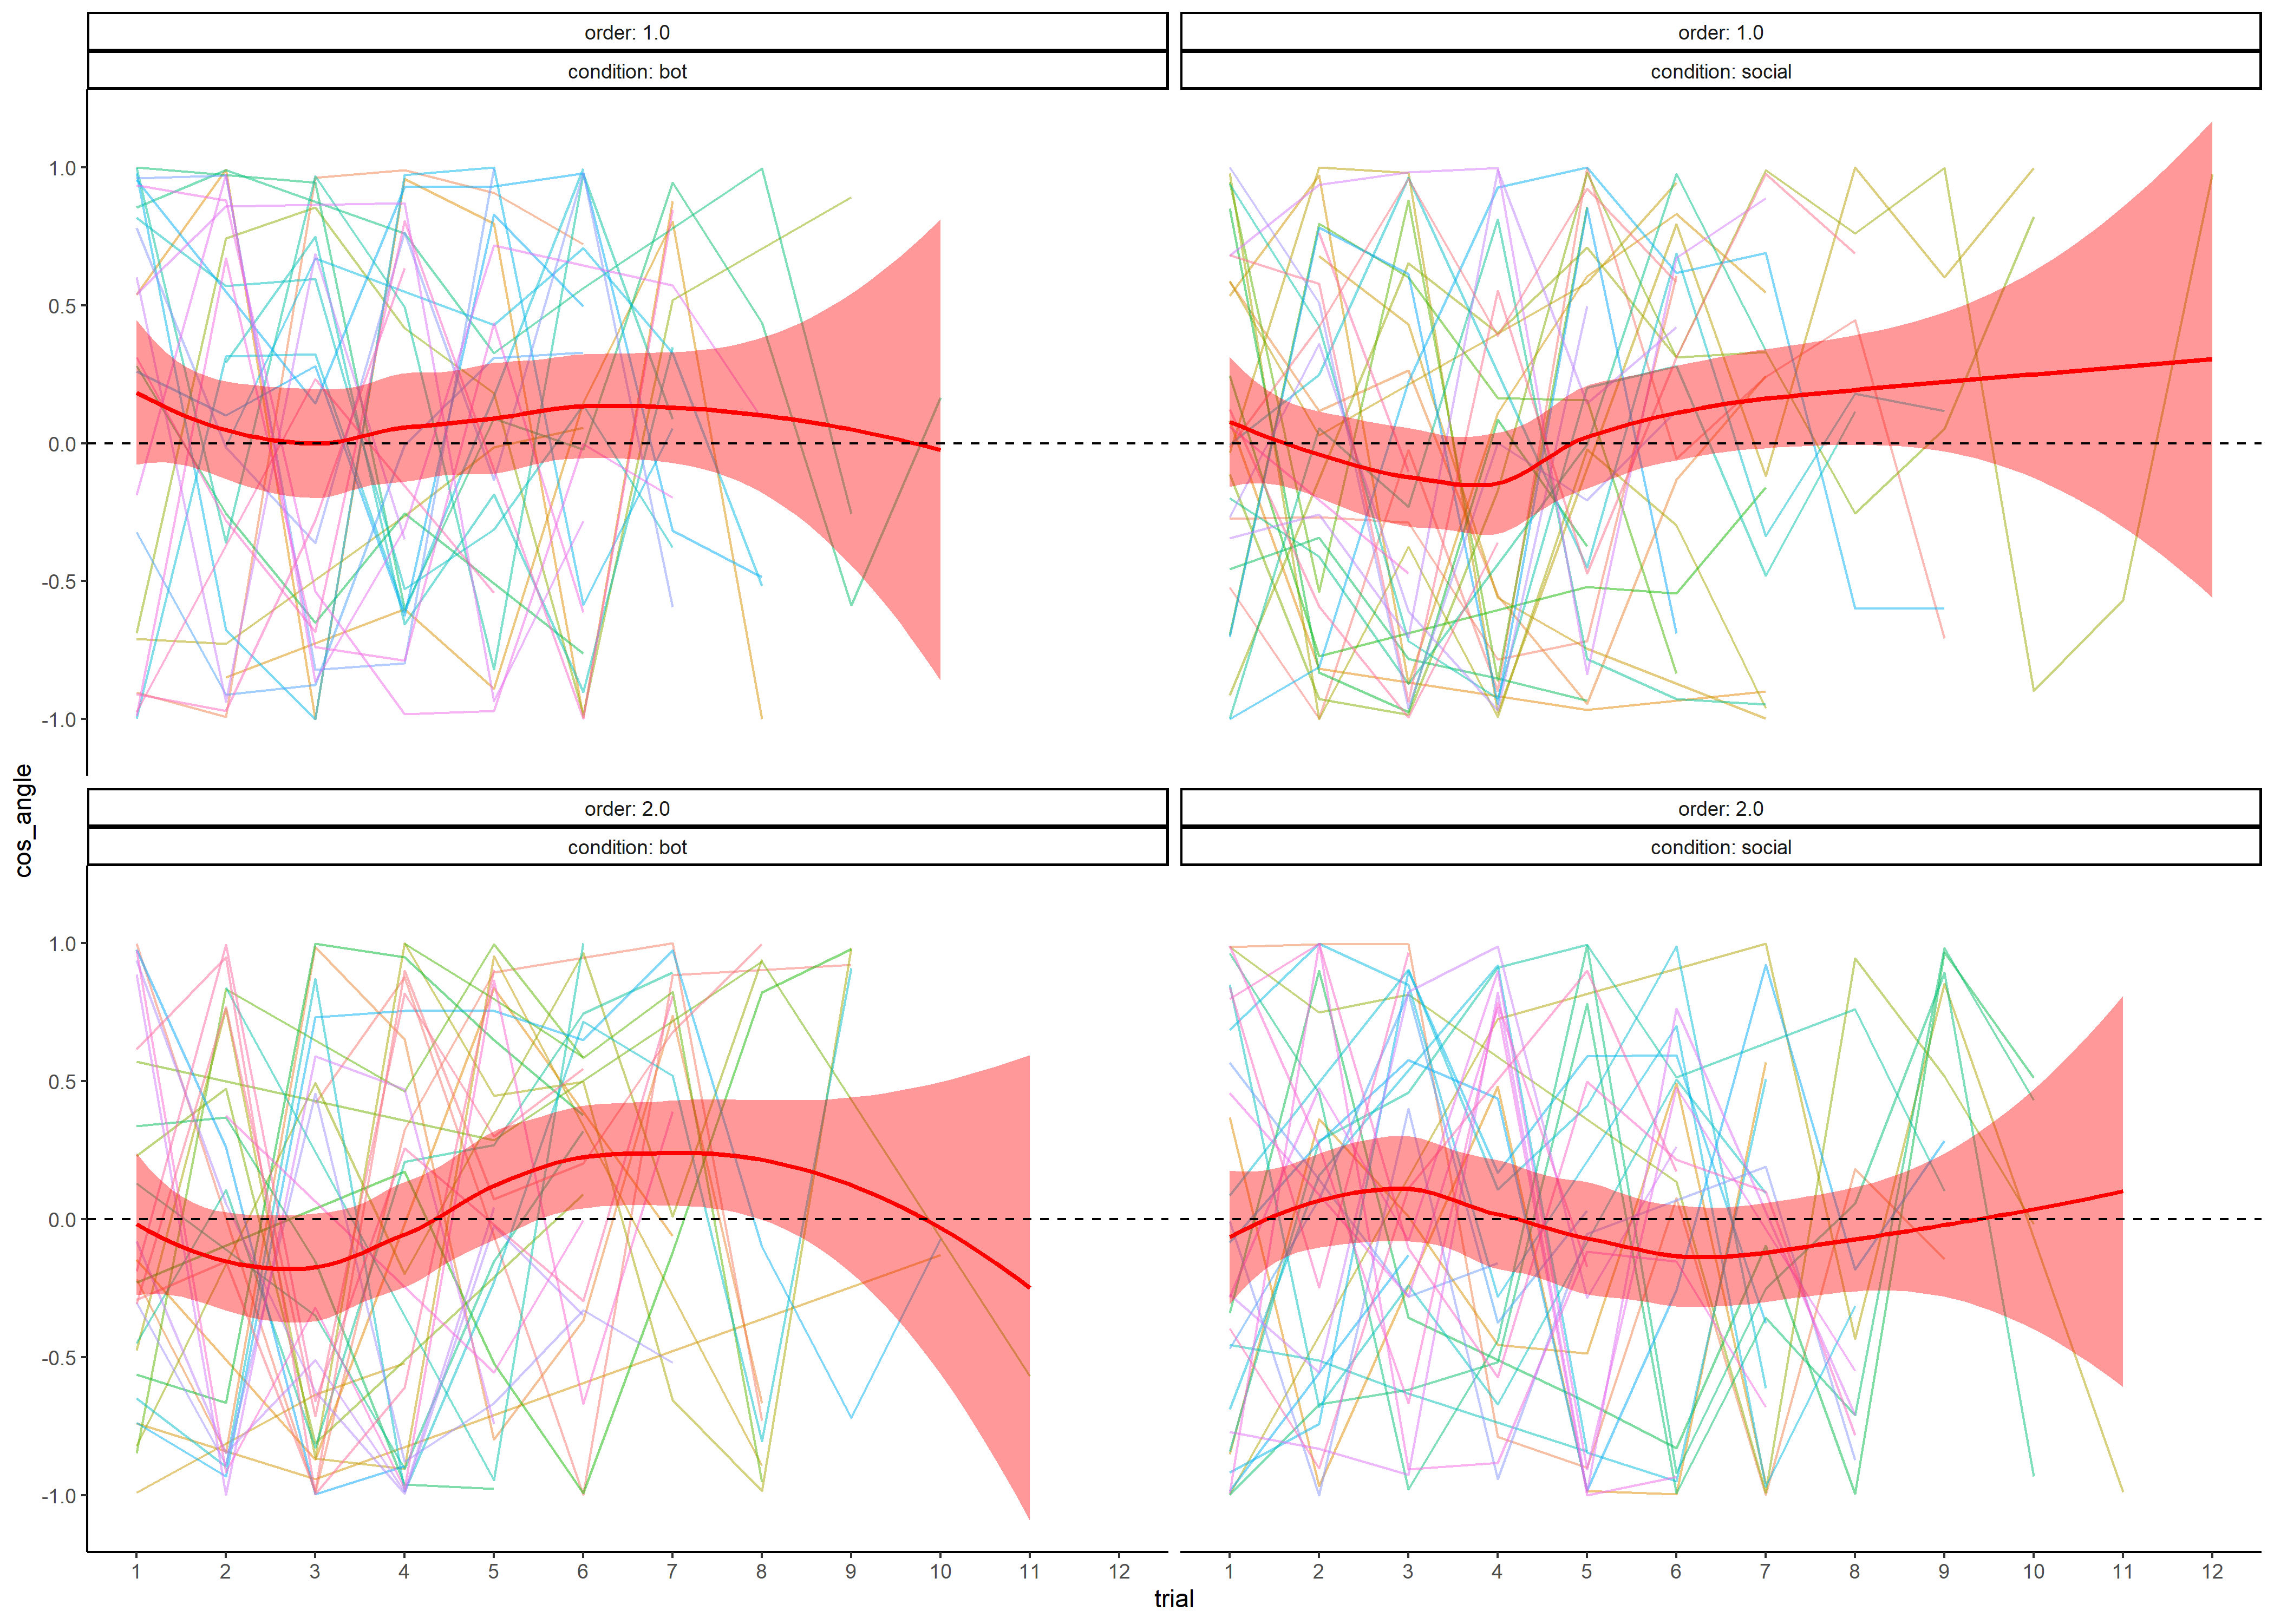 order: 1.0
order: 1.0
condition: bot
condition: social
1.0
0.5
0.0
-0.5
-1.0
order: 2.0
order: 2.0
condition: bot
condition: social
cos_angle
1.0
0.5
0.0
-0.5
-1.0
1 2 3 4 5 6 7 8 9 10 11 12
1 2 3 4 5 6 7 8 9 10 11 12
trial